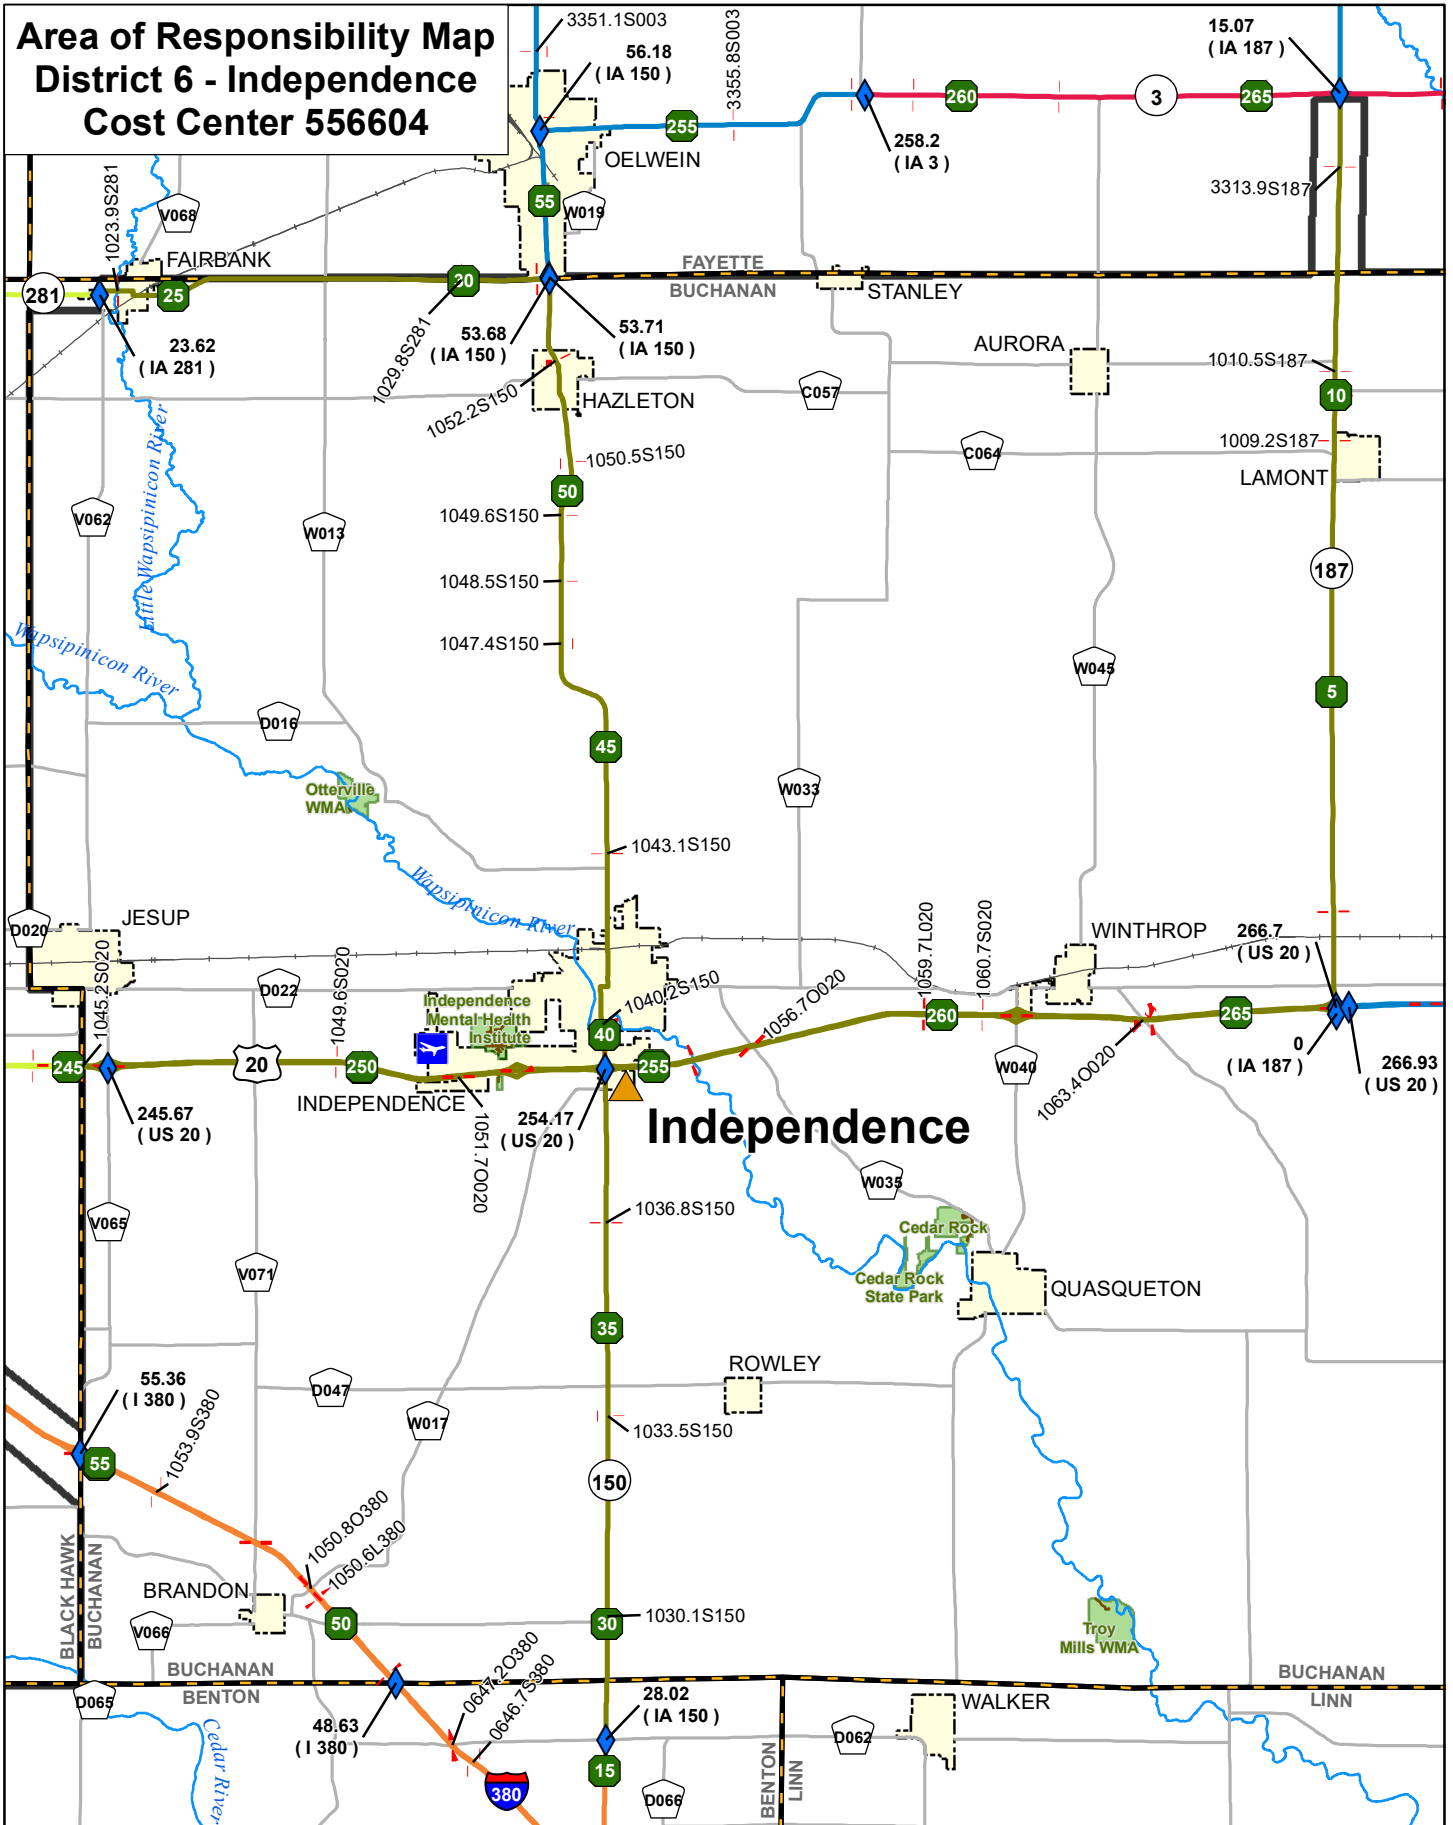 Area of Responsibility Map
District 6 - Independence
Cost Center 556604
3351.1S003
56.18
( IA 150 )
3355.8S003
15.07
( IA 187 )
260
3
265
255
OELWEIN
258.2
( IA 3 )
3313.9S187
1023.9S281
V068
55
W019
FAIRBANK
FAYETTE
BUCHANAN
STANLEY
281
25
30
1029.8S281
53.68
( IA 150 )
53.71
( IA 150 )
23.62
( IA 281 )
AURORA
1010.5S187
10
1052.2S150
HAZLETON
C057
1009.2S187
LAMONT
C064
1050.5S150
50
1049.6S150
Little Wapsipinicon River
V062
W013
1048.5S150
187
Wapsipinicon River
1047.4S150
W045
5
D016
45
Otterville
WMA
W033
1043.1S150
Wapsipinicon River
D020
JESUP
1045.2S020
1049.6S020
D022
1059.7L020
1060.7S020
WINTHROP
266.7
( US 20 )
Independence
Mental Health
Institute
1040.2S150
40
1056.7O020
260
265
245
20
250
255
W040
1063.4O020
0
( IA 187 )
266.93
( US 20 )
245.67
( US 20 )
INDEPENDENCE
1051.7O020
254.17
( US 20 )
Independence
W035
V065
1036.8S150
Cedar Rock
V071
Cedar Rock
State Park
QUASQUETON
35
ROWLEY
55.36
( I 380 )
D047
1053.9S380
W017
1033.5S150
55
150
1050.8O380
1050.6L380
BLACK HAWK
BUCHANAN
BRANDON
V066
50
30
1030.1S150
Troy
Mills WMA
BUCHANAN
BENTON
0647.2O380
0646.7S380
BUCHANAN
LINN
D065
48.63
( I 380 )
28.02
( IA 150 )
WALKER
D062
Cedar River
380
15
D066
BENTON
LINN